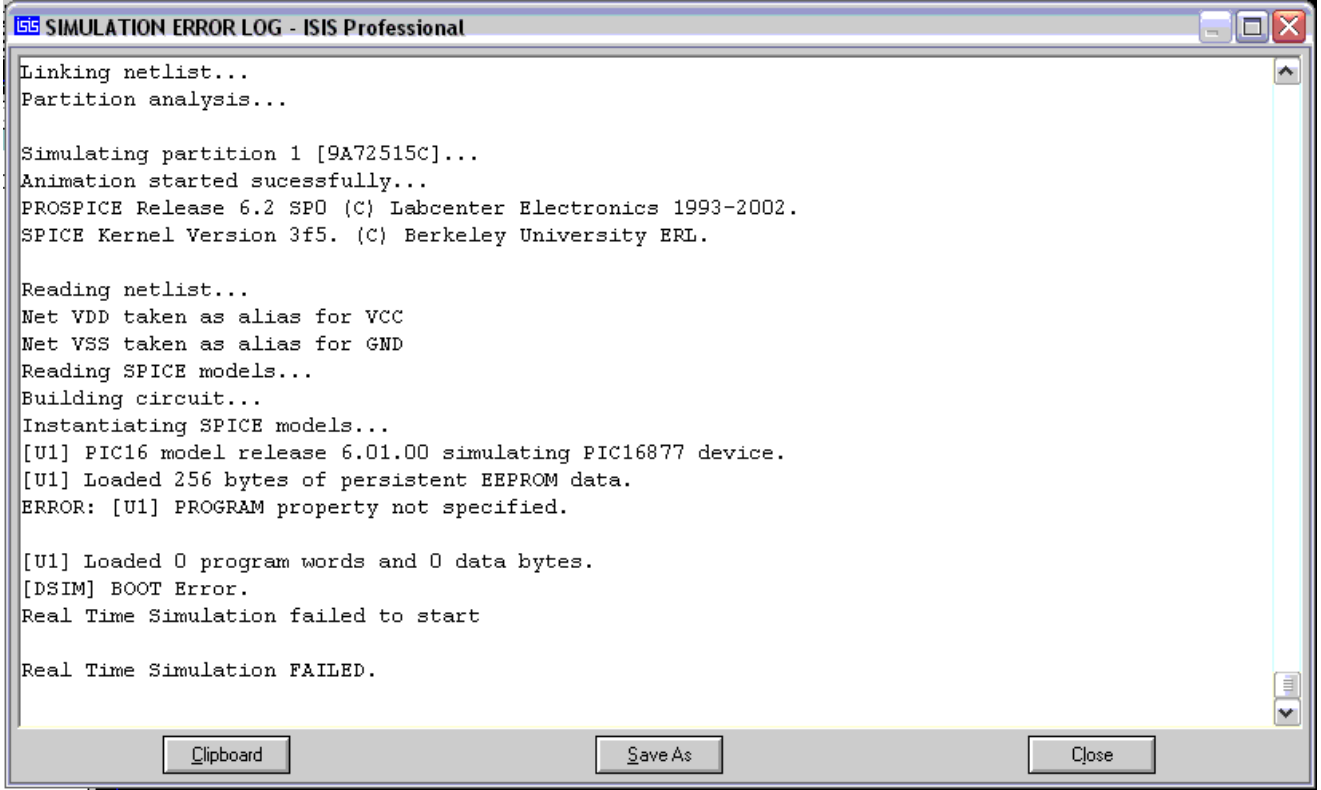 ISIS SIMULATION ERROR LOG - ISIS Professional
Linking netlist...
Partition analysis...
Simulating partition 1 [9A72515C]...
Animation started sucessfully...
PROSPICE Release 6.2 SP0 (C) Labcenter Electronics 1993-2002.
SPICE Kernel Version 3f5. (C) Berkeley University ERL.
Reading netlist...
Net VDD taken as alias for VCC
Net VSS taken as alias for GND
Reading SPICE models...
Building circuit...
Instantiating SPICE models...
[U1] PIC16 model release 6.01.00 simulating PIC16877 device.
[U1] Loaded 256 bytes of persistent EEPROM data.
ERROR: [U1] PROGRAM property not specified.
[U1] Loaded 0 program words and 0 data bytes.
[DSIM] BOOT Error.
Real Time Simulation failed to start
Real Time Simulation FAILED.
Clipboard Save As Close